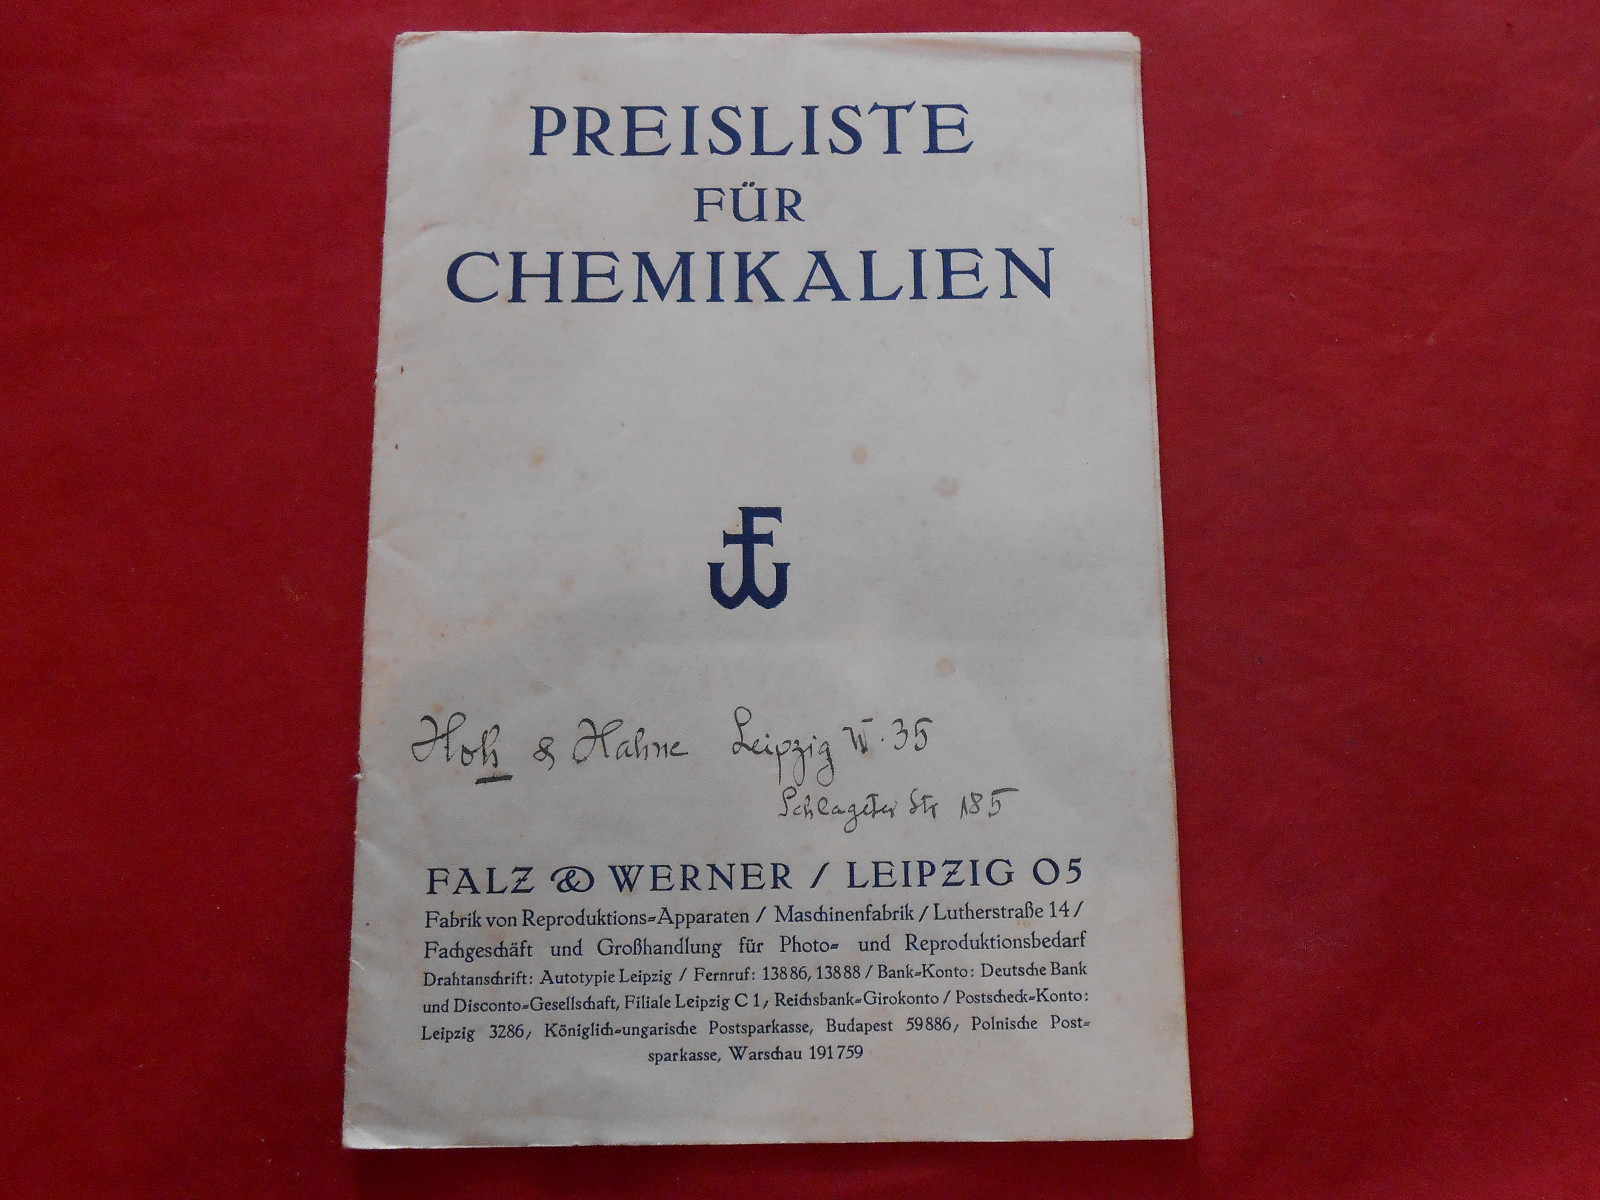 PREISLISTE
FÜR
CHEMIKALIEN
FW
& Hahne Leipzig W. 35
Schlageter Str 185
FALZ & WERNER / LEIPZIG O5
Fabrik von Reproduktions=Apparaten / Maschinenfabrik / Lutherstraße 14 /
Fachgeschäft und Großhandlung für Photo= und Reproduktionsbedarf
Drahtanschrift: Autotypie Leipzig / Fernruf: 13886, 13888 / Bank=Konto: Deutsche Bank
und Disconto=Gesellschaft, Filiale Leipzig C 1, Reichsbank=Girokonto / Postscheck=Konto:
Leipzig 3286, Königlich=ungarische Postsparkasse, Budapest 59886, Polnische Post=
sparkasse, Warschau 191759